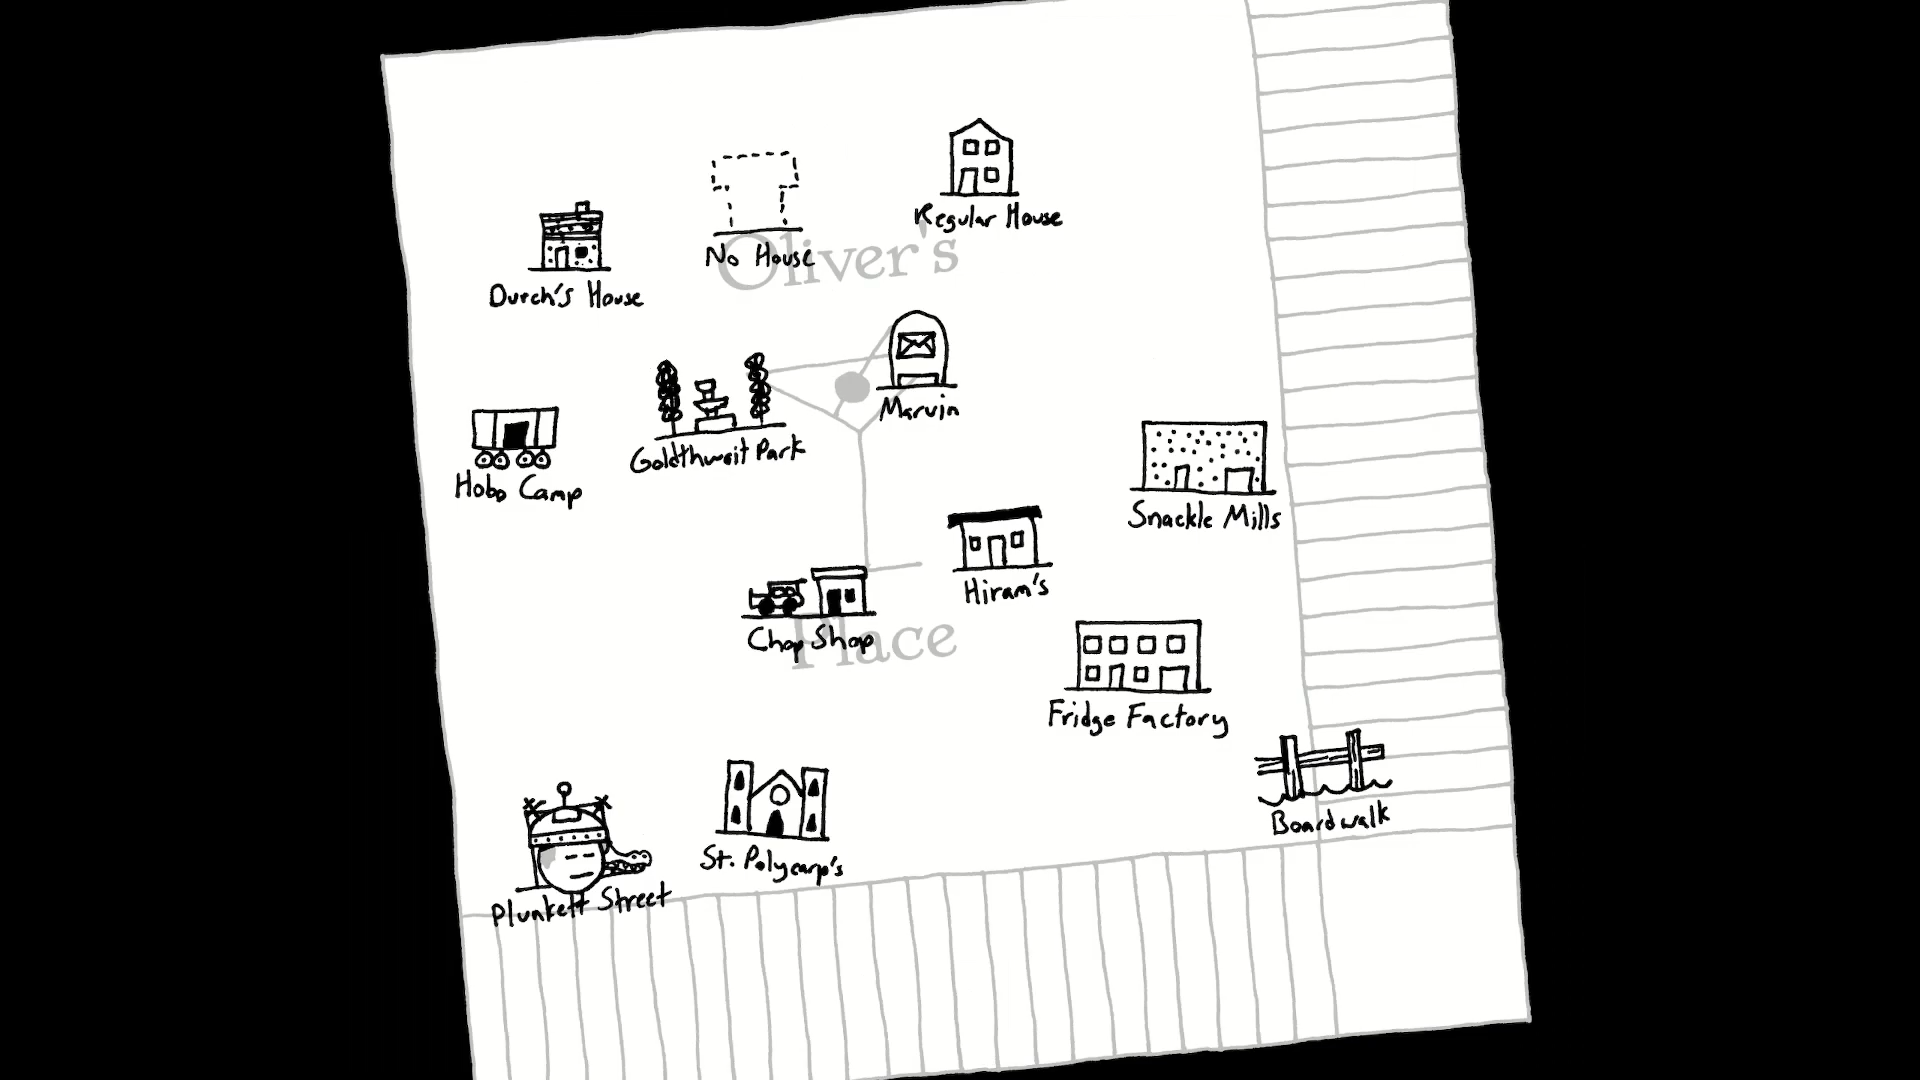 Regular House
No House
Oliver's
Durch's House
Marvin
Goldthwait Park
Hobo Camp
Snackle Mills
Hiram's
Chop Shop
Place
Fridge Factory
Boardwalk
St. Polycarp's
Plunkett Street